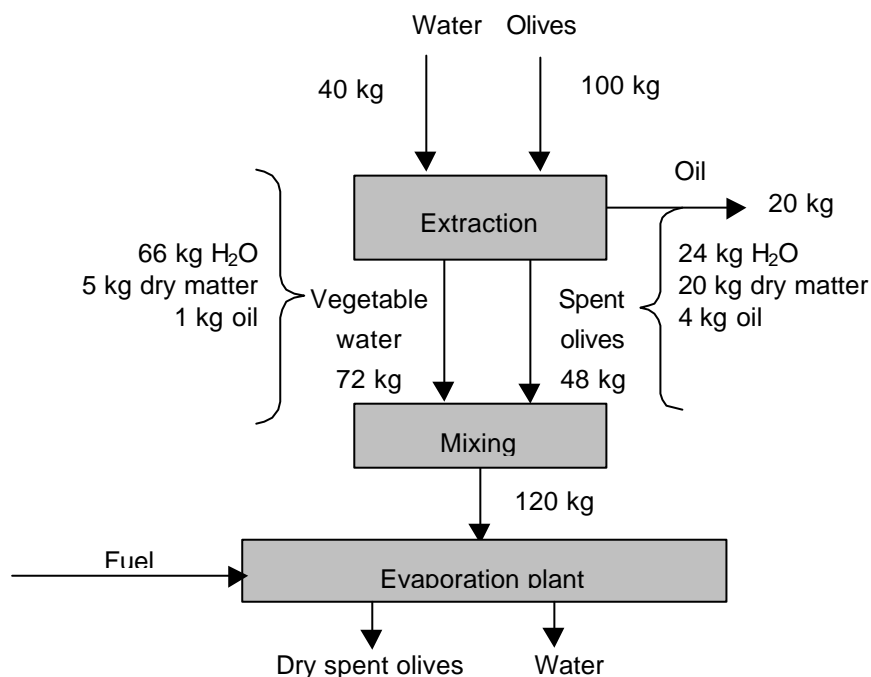 Water Olives
40 kg
100 kg
Oil
20 kg
Extraction
66 kg H₂O
5 kg dry matter
1 kg oil
24 kg H₂O
20 kg dry matter
4 kg oil
Vegetable
water
72 kg
Spent
olives
48 kg
Mixing
120 kg
Fuel
Evaporation plant
Dry spent olives
Water